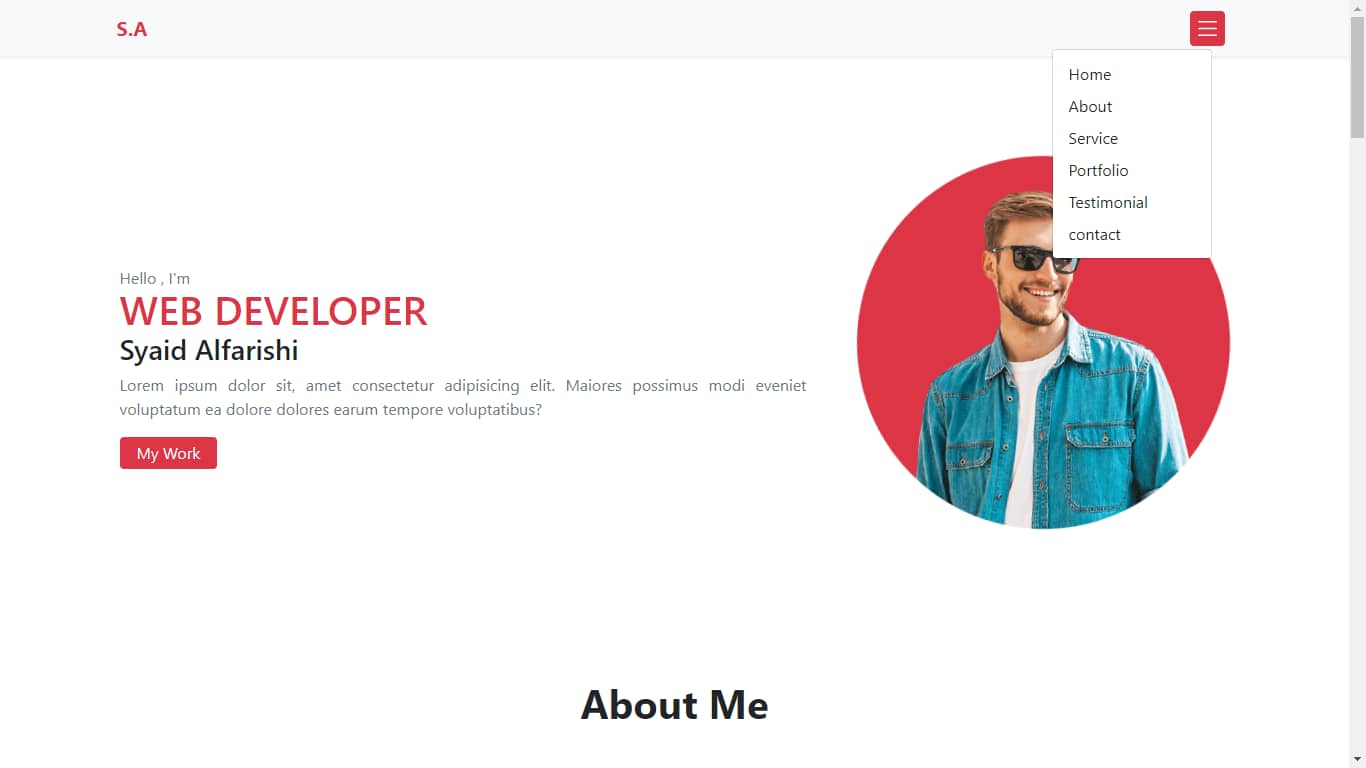 S.A
Home
About
Service
Portfolio
Testimonial
contact
Hello , I'm
WEB DEVELOPER
Syaid Alfarishi
Lorem ipsum dolor sit, amet consectetur adipisicing elit. Maiores possimus modi eveniet
voluptatum ea dolore dolores earum tempore voluptatibus?
My Work
About Me